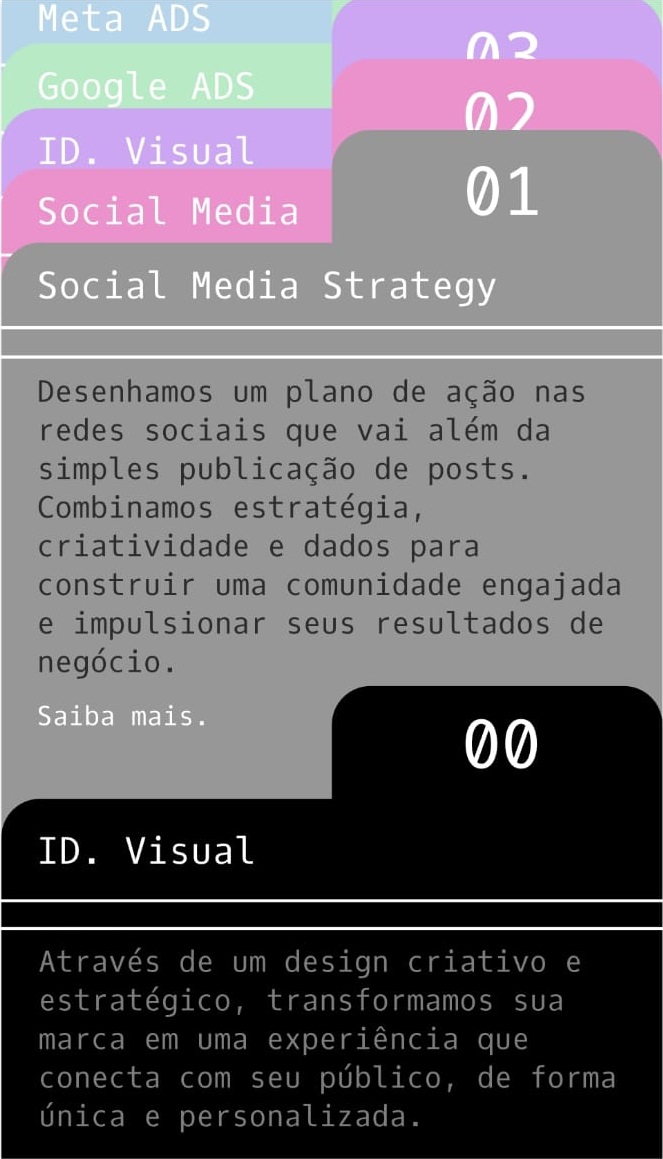 Meta ADS
03
Google ADS
02
ID. Visual
01
Social Media
Social Media Strategy
Desenhamos um plano de ação nas
redes sociais que vai além da
simples publicação de posts.
Combinamos estratégia,
criatividade e dados para
construir uma comunidade engajada
e impulsionar seus resultados de
negócio.
Saiba mais.
00
ID. Visual
Através de um design criativo e
estratégico, transformamos sua
marca em uma experiência que
conecta com seu público, de forma
única e personalizada.